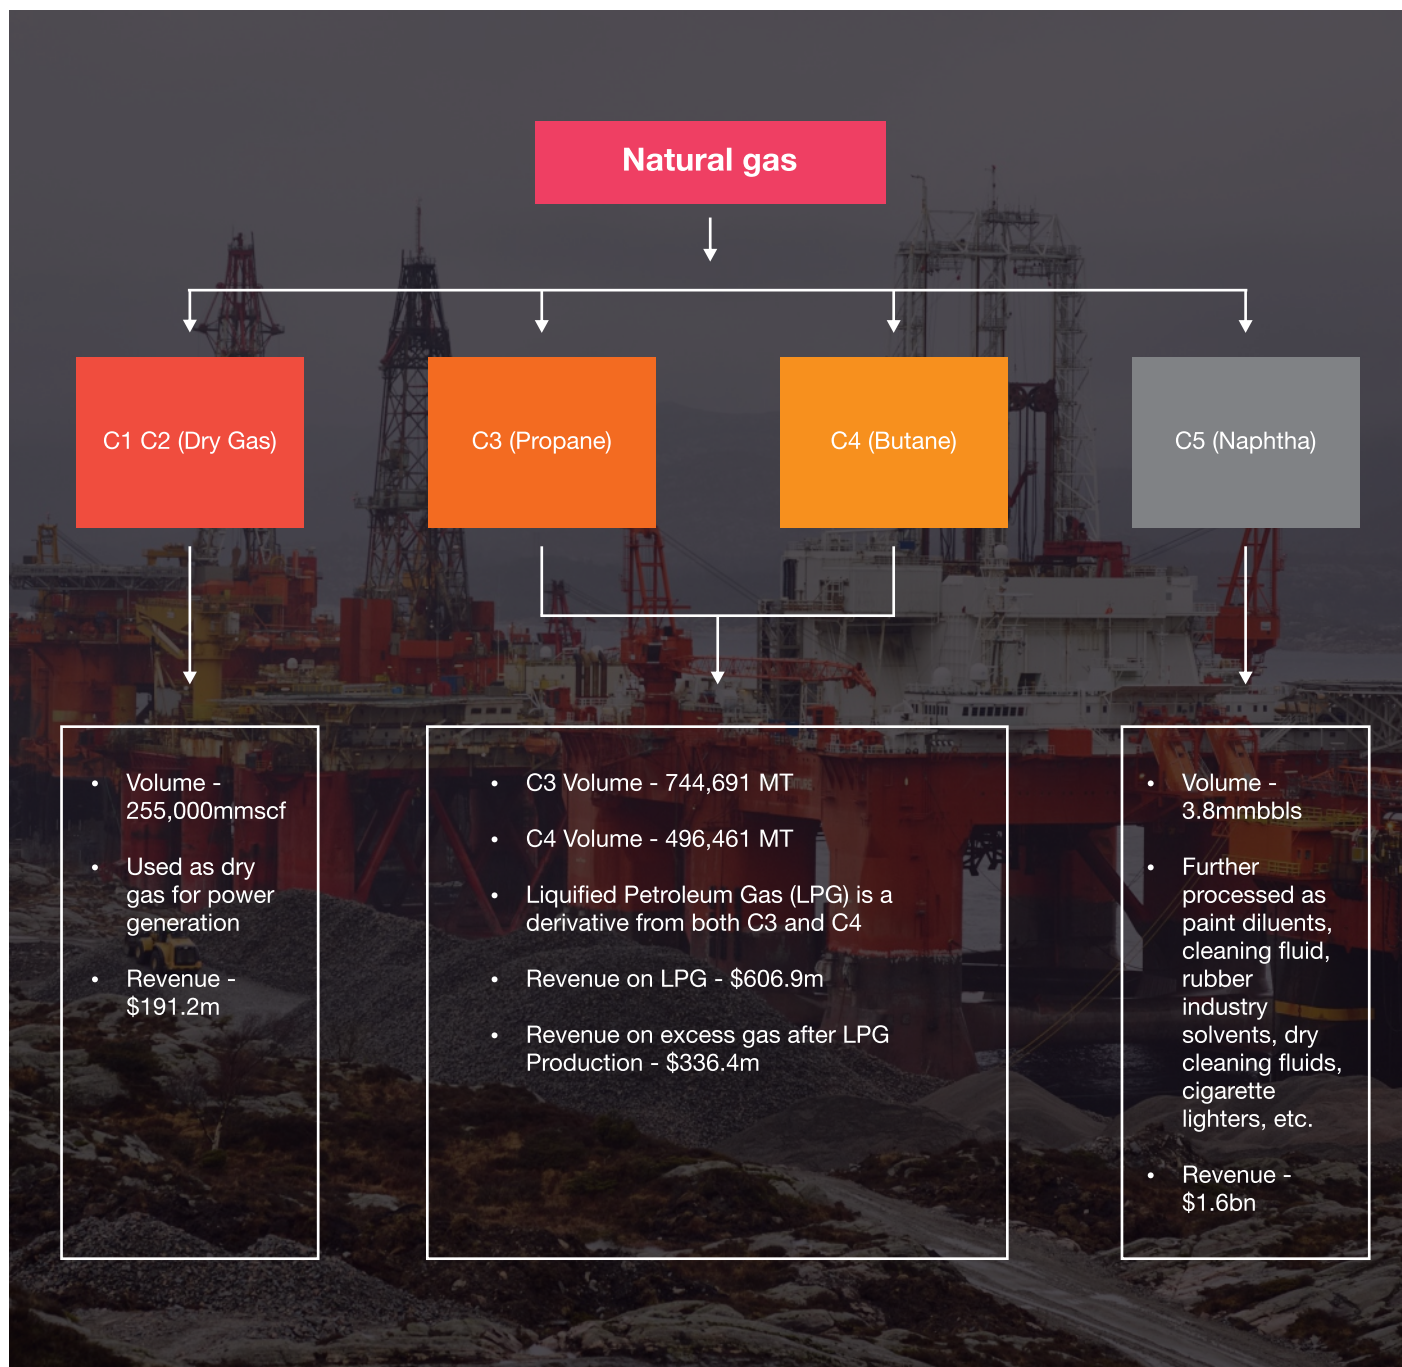 Natural gas
C1 C2 (Dry Gas)
C3 (Propane)
C4 (Butane)
C5 (Naphtha)
• Volume -
255,000mmscf
• Used as dry
gas for power
generation
• Revenue -
$191.2m
• C3 Volume - 744,691 MT
• C4 Volume - 496,461 MT
• Liquified Petroleum Gas (LPG) is a
derivative from both C3 and C4
• Revenue on LPG - $606.9m
• Revenue on excess gas after LPG
Production - $336.4m
• Volume -
3.8mmbbls
• Further
processed as
paint diluents,
cleaning fluid,
rubber
industry
solvents, dry
cleaning fluids,
cigarette
lighters, etc.
• Revenue -
$1.6bn